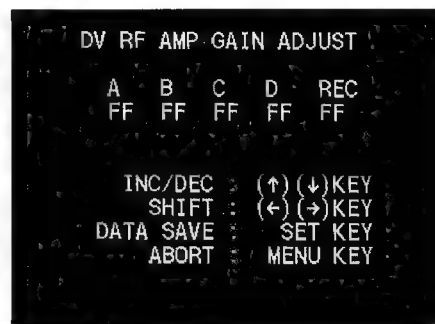 DV RF AMP GAIN ADJUST
A B C D REC
FF FF FF FF FF
INC/DEC : (↑)(↓)KEY
SHIFT : (←)(→)KEY
DATA SAVE : SET KEY
ABORT : MENU KEY